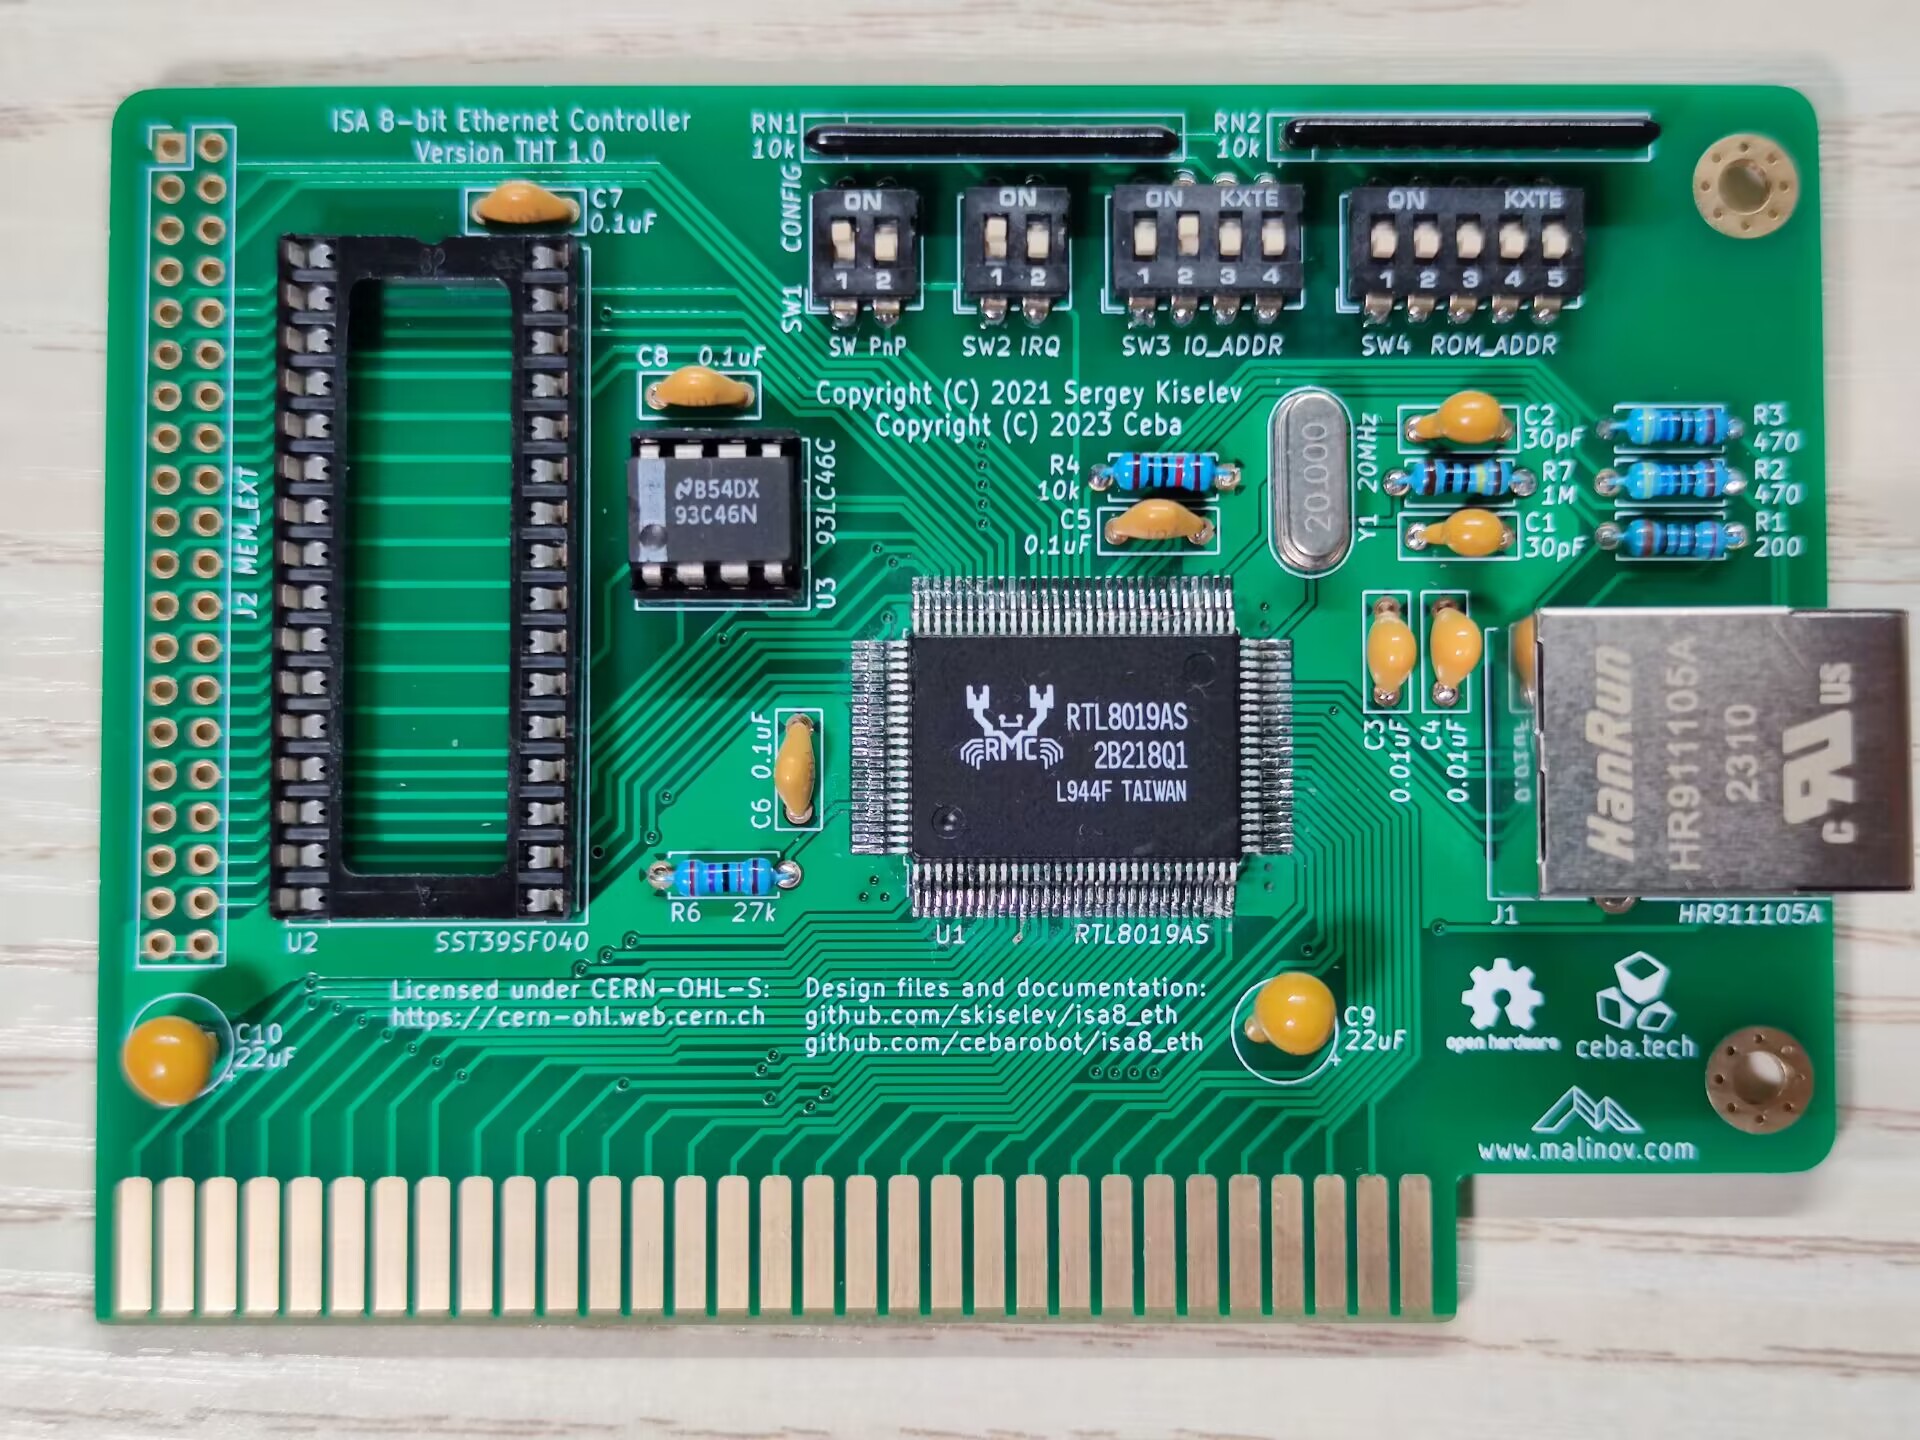 ISA 8-bit Ethernet Controller
Version THT 1.0
RN1
10k
RN2
10k
C7
0.1uF
SW1 CONFIG
ON
1 2
SW PnP
ON
1 2
SW2 IRQ
ON KXTE
1 2 3 4
SW3 IO_ADDR
ON KXTE
1 2 3 4 5
SW4 ROM_ADDR
C8 0.1uF
Copyright (C) 2021 Sergey Kiselev
Copyright (C) 2023 Ceba
B54DX
93C46N
U3 93LC46C
R4
10k
C5
0.1uF
20.000
Y1 20MHz
C2
30pF
R7
1M
C1
30pF
R3
470
R2
470
R1
200
J2 MEM_EXT
C6 0.1uF
RMC
RTL8019AS
2B218Q1
L944F TAIWAN
C3
0.01uF
C4
0.01uF
HanRun
HR911105A
2310
c US
J1
HR911105A
R6 27k
U2
SST39SF040
U1
RTL8019AS
Licensed under CERN-OHL-S:
https://cern-ohl.web.cern.ch
Design files and documentation:
github.com/skiselev/isa8_eth
github.com/cebarobot/isa8_eth
C10
22uF
+
C9
22uF
+
open hardware
ceba.tech
www.malinov.com